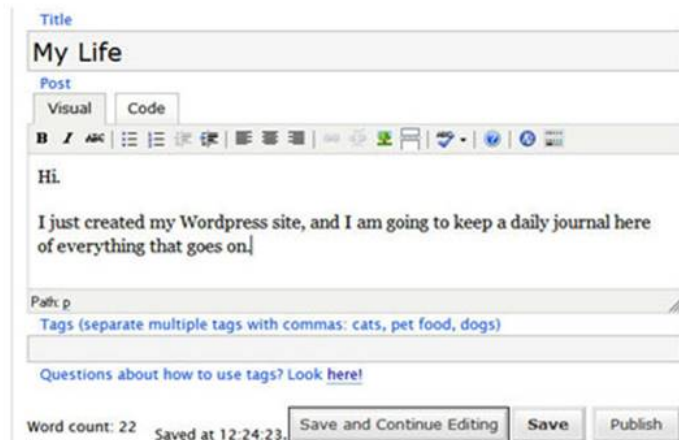 Title
My Life
Post
Visual Code
B I ABC
Hi.
I just created my Wordpress site, and I am going to keep a daily journal here
of everything that goes on.
Path: p
Tags (separate multiple tags with commas: cats, pet food, dogs)
Questions about how to use tags? Look here!
Word count: 22 Saved at 12:24:23. Save and Continue Editing Save Publish